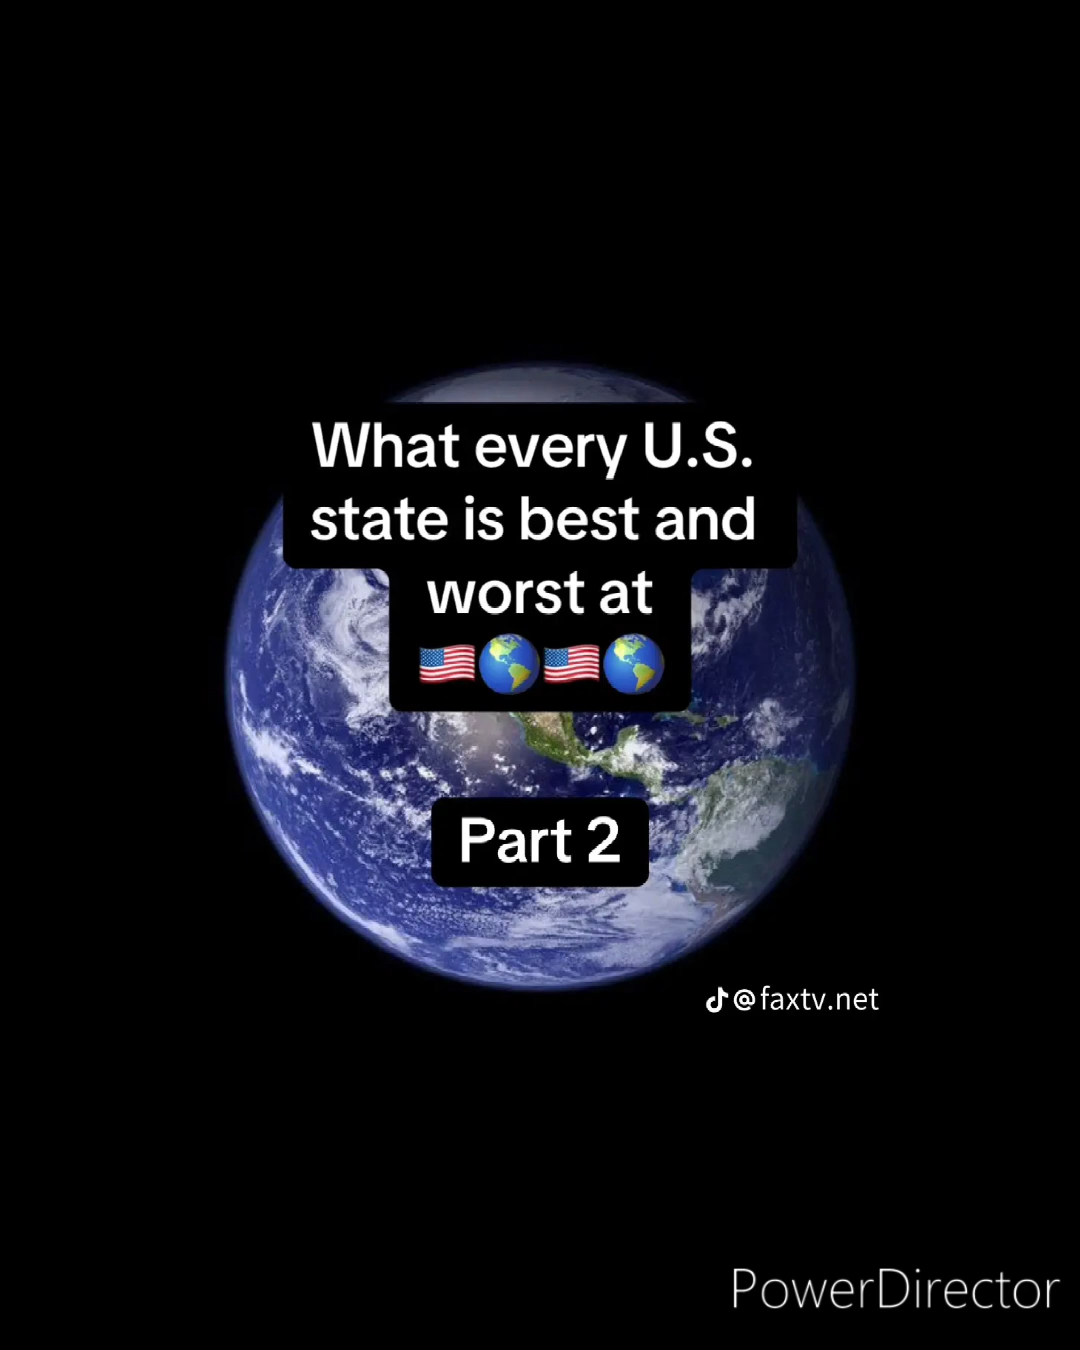 What every U.S.
state is best and
worst at
🇺🇸🌎🇺🇸🌎
Part 2
@faxtv.net
PowerDirector